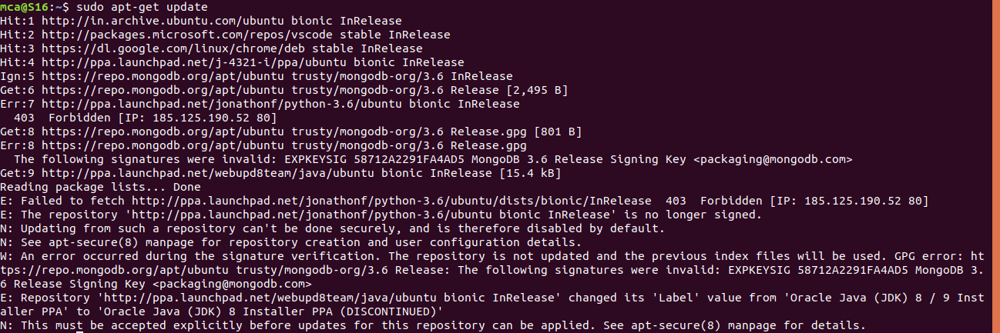 mca@S16:~$ sudo apt-get update
Hit:1 http://in.archive.ubuntu.com/ubuntu bionic InRelease
Hit:2 http://packages.microsoft.com/repos/vscode stable InRelease
Hit:3 https://dl.google.com/linux/chrome/deb stable InRelease
Hit:4 http://ppa.launchpad.net/j-4321-i/ppa/ubuntu bionic InRelease
Ign:5 https://repo.mongodb.org/apt/ubuntu trusty/mongodb-org/3.6 InRelease
Get:6 https://repo.mongodb.org/apt/ubuntu trusty/mongodb-org/3.6 Release [2,495 B]
Err:7 http://ppa.launchpad.net/jonathonf/python-3.6/ubuntu bionic InRelease
  403  Forbidden [IP: 185.125.190.52 80]
Get:8 https://repo.mongodb.org/apt/ubuntu trusty/mongodb-org/3.6 Release.gpg [801 B]
Err:8 https://repo.mongodb.org/apt/ubuntu trusty/mongodb-org/3.6 Release.gpg
  The following signatures were invalid: EXPKEYSIG 58712A2291FA4AD5 MongoDB 3.6 Release Signing Key <packaging@mongodb.com>
Get:9 http://ppa.launchpad.net/webupd8team/java/ubuntu bionic InRelease [15.4 kB]
Reading package lists... Done
E: Failed to fetch http://ppa.launchpad.net/jonathonf/python-3.6/ubuntu/dists/bionic/InRelease  403  Forbidden [IP: 185.125.190.52 80]
E: The repository 'http://ppa.launchpad.net/jonathonf/python-3.6/ubuntu bionic InRelease' is no longer signed.
N: Updating from such a repository can't be done securely, and is therefore disabled by default.
N: See apt-secure(8) manpage for repository creation and user configuration details.
W: An error occurred during the signature verification. The repository is not updated and the previous index files will be used. GPG error: ht
tps://repo.mongodb.org/apt/ubuntu trusty/mongodb-org/3.6 Release: The following signatures were invalid: EXPKEYSIG 58712A2291FA4AD5 MongoDB 3.
6 Release Signing Key <packaging@mongodb.com>
E: Repository 'http://ppa.launchpad.net/webupd8team/java/ubuntu bionic InRelease' changed its 'Label' value from 'Oracle Java (JDK) 8 / 9 Inst
aller PPA' to 'Oracle Java (JDK) 8 Installer PPA (DISCONTINUED)'
N: This must be accepted explicitly before updates for this repository can be applied. See apt-secure(8) manpage for details.